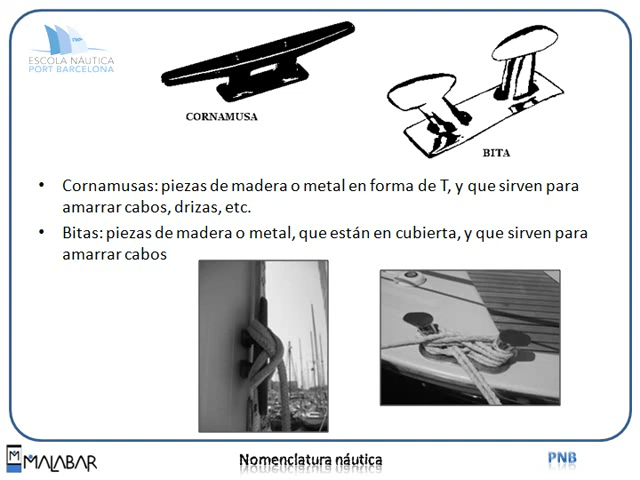 ESCOLA NÁUTICA
PORT BARCELONA
CORNAMUSA
BITA
• Cornamusas: piezas de madera o metal en forma de T, y que sirven para
amarrar cabos, drizas, etc.
• Bitas: piezas de madera o metal, que están en cubierta, y que sirven para
amarrar cabos
MALABAR
Nomenclatura náutica
PNB